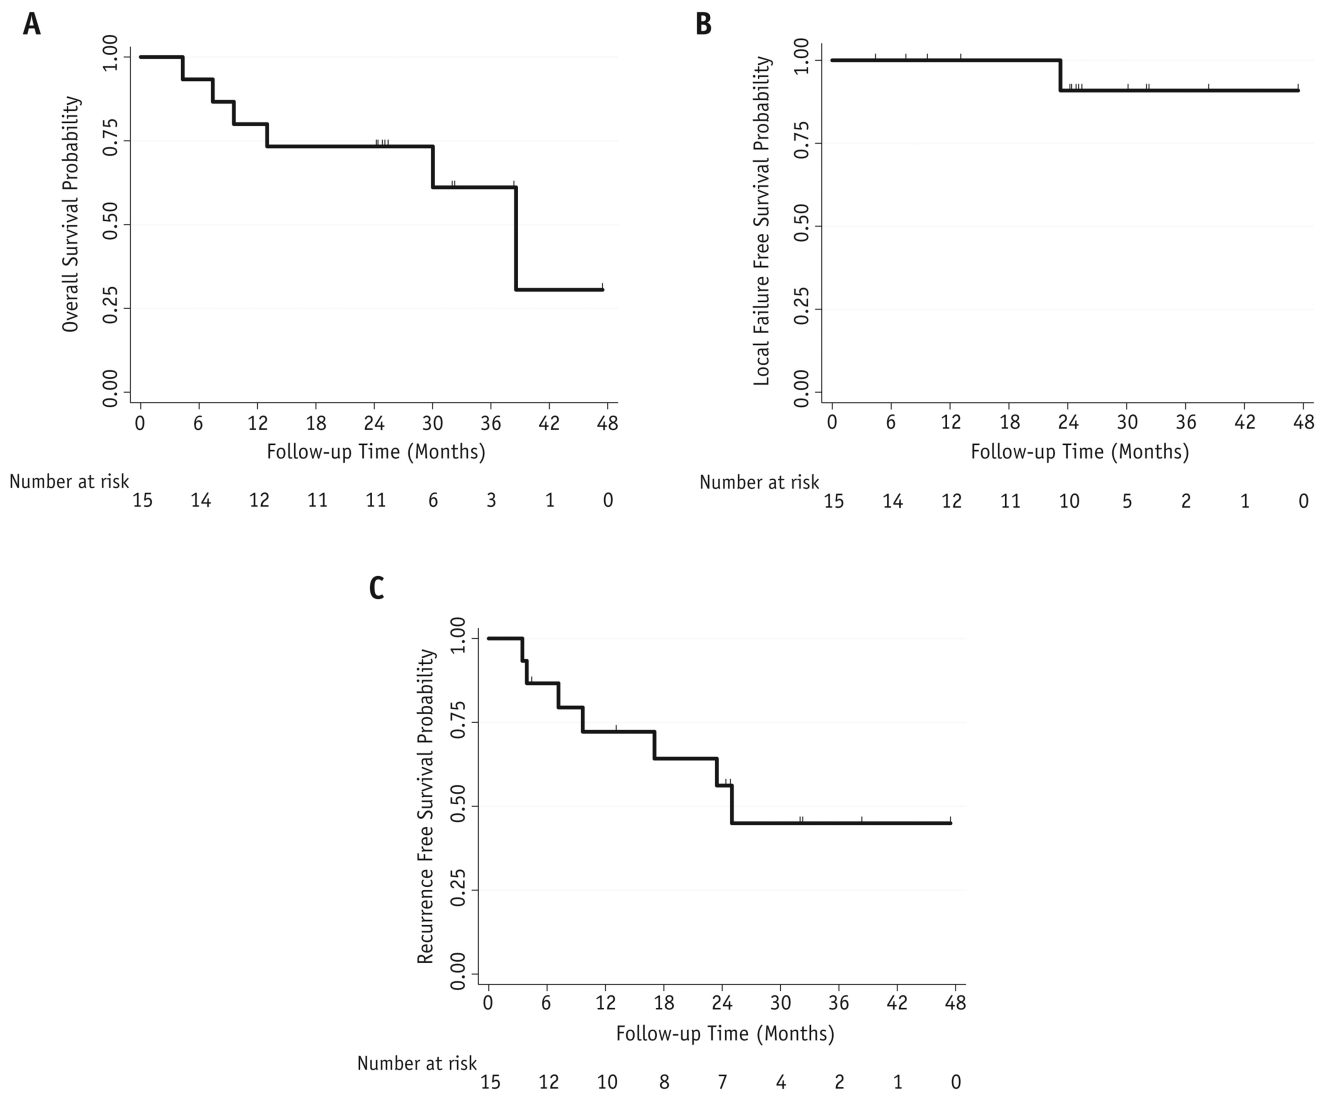 A
Overall Survival Probability
1.00
0.75
0.50
0.25
0.00
0 6 12 18 24 30 36 42 48
Follow-up Time (Months)
Number at risk
15 14 12 11 11 6 3 1 0
B
Local Failure Free Survival Probability
1.00
0.75
0.50
0.25
0.00
0 6 12 18 24 30 36 42 48
Follow-up Time (Months)
Number at risk
15 14 12 11 10 5 2 1 0
C
Recurrence Free Survival Probability
1.00
0.75
0.50
0.25
0.00
0 6 12 18 24 30 36 42 48
Follow-up Time (Months)
Number at risk
15 12 10 8 7 4 2 1 0